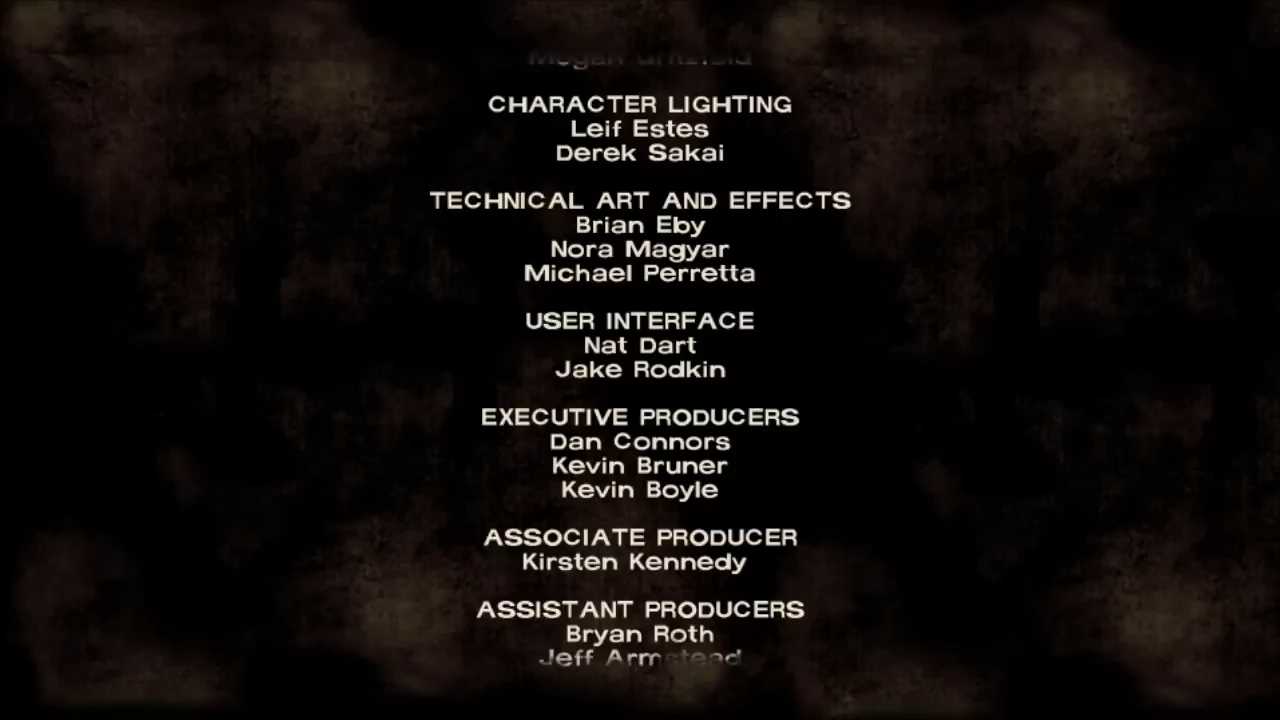 CHARACTER LIGHTING
Leif Estes
Derek Sakai
TECHNICAL ART AND EFFECTS
Brian Eby
Nora Magyar
Michael Perretta
USER INTERFACE
Nat Dart
Jake Rodkin
EXECUTIVE PRODUCERS
Dan Connors
Kevin Bruner
Kevin Boyle
ASSOCIATE PRODUCER
Kirsten Kennedy
ASSISTANT PRODUCERS
Bryan Roth
Jeff Armstead